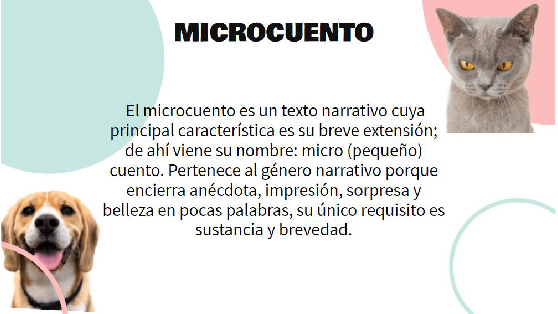 MICROCUENTO
El microcuento es un texto narrativo cuya
principal característica es su breve extensión;
de ahí viene su nombre: micro (pequeño)
cuento. Pertenece al género narrativo porque
encierra anécdota, impresión, sorpresa y
belleza en pocas palabras, su único requisito es
sustancia y brevedad.